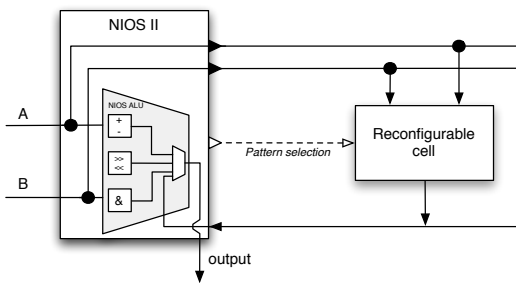 NIOS II
A
NIOS ALU
+
-
>>
<<
B
&
Pattern selection
Reconfigurable
cell
output